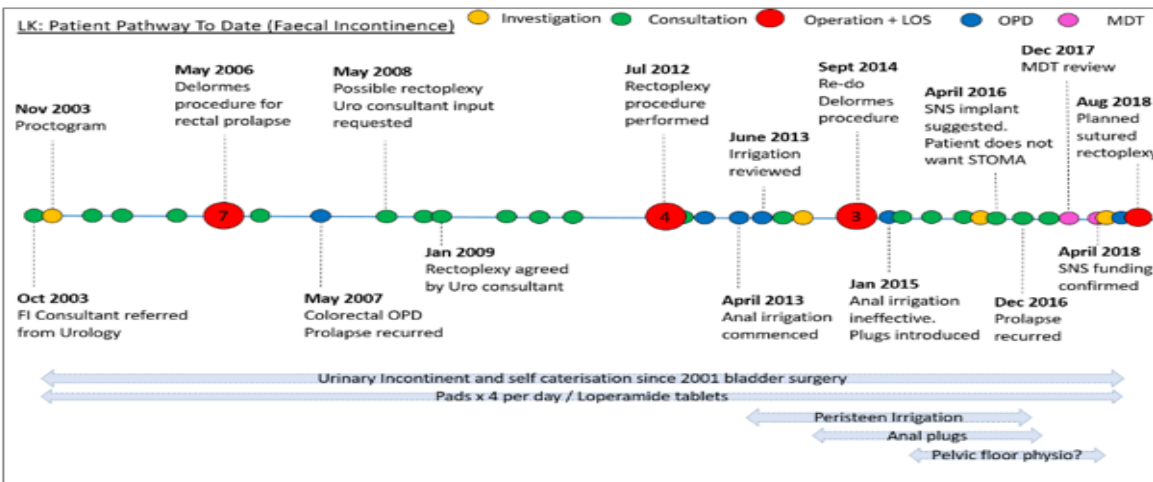 LK: Patient Pathway To Date (Faecal Incontinence)
Investigation
Consultation
Operation + LOS
OPD
MDT
Nov 2003
Proctogram
May 2006
Delormes
procedure for
rectal prolapse
May 2008
Possible rectoplexy
Uro consultant input
requested
Jul 2012
Rectoplexy
procedure
performed
June 2013
Irrigation
reviewed
Sept 2014
Re-do
Delormes
procedure
April 2016
SNS implant
suggested.
Patient does not
want STOMA
Dec 2017
MDT review
Aug 2018
Planned
sutured
rectoplexy
7
4
3
Oct 2003
FI Consultant referred
from Urology
May 2007
Colorectal OPD
Prolapse recurred
Jan 2009
Rectoplexy agreed
by Uro consultant
April 2013
Anal irrigation
commenced
Jan 2015
Anal irrigation
ineffective.
Plugs introduced
Dec 2016
Prolapse
recurred
April 2018
SNS funding
confirmed
Urinary Incontinent and self caterisation since 2001 bladder surgery
Pads x 4 per day / Loperamide tablets
Peristeen Irrigation
Anal plugs
Pelvic floor physio?